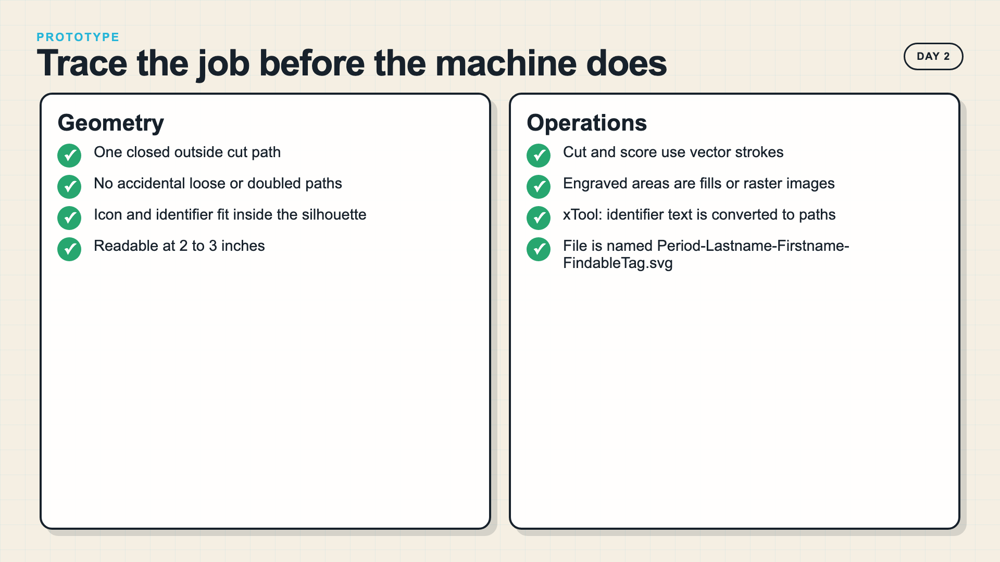 PROTOTYPE
Trace the job before the machine does
DAY 2
Geometry
One closed outside cut path
No accidental loose or doubled paths
Icon and identifier fit inside the silhouette
Readable at 2 to 3 inches
Operations
Cut and score use vector strokes
Engraved areas are fills or raster images
xTool: identifier text is converted to paths
File is named Period-Lastname-Firstname-
FindableTag.svg